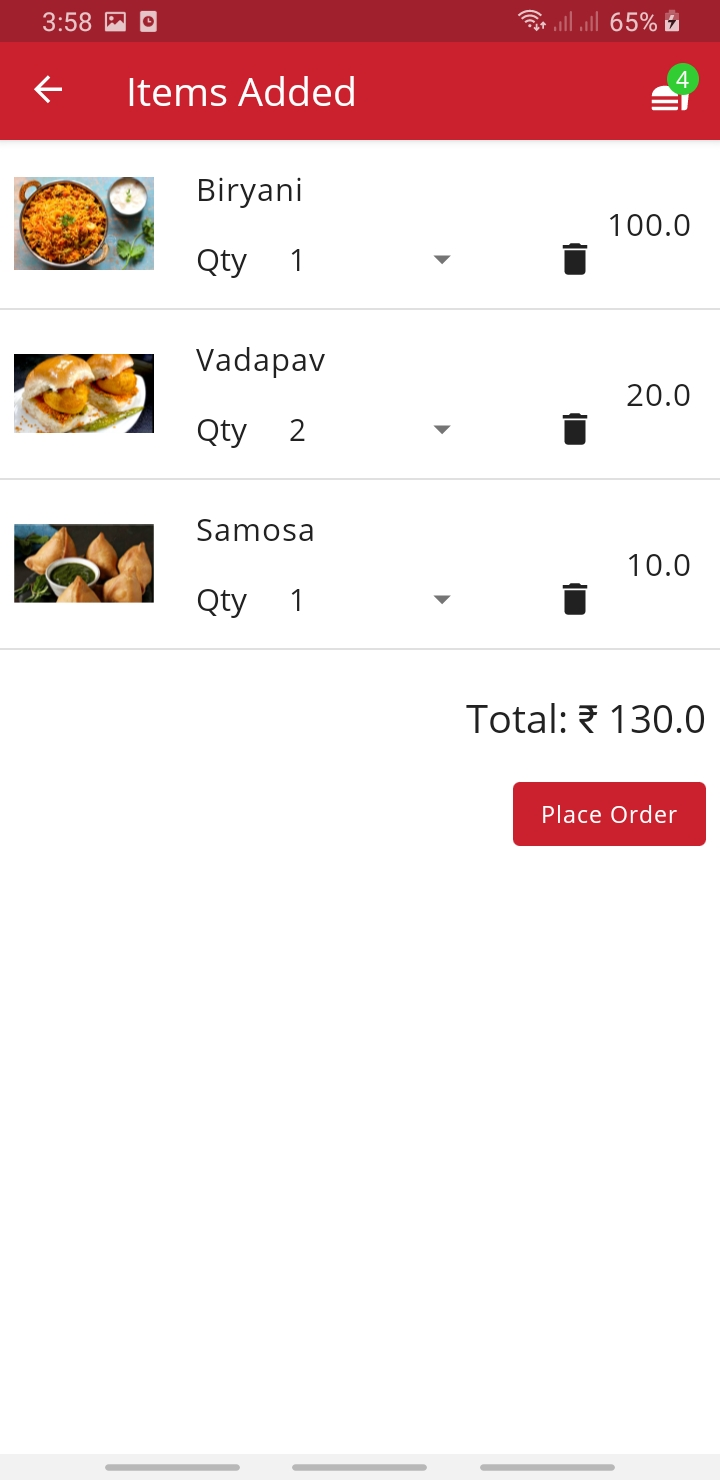 3:58 65%
Items Added 4
Biryani
100.0
Qty 1
Vadapav
20.0
Qty 2
Samosa
10.0
Qty 1
Total: ₹ 130.0
Place Order